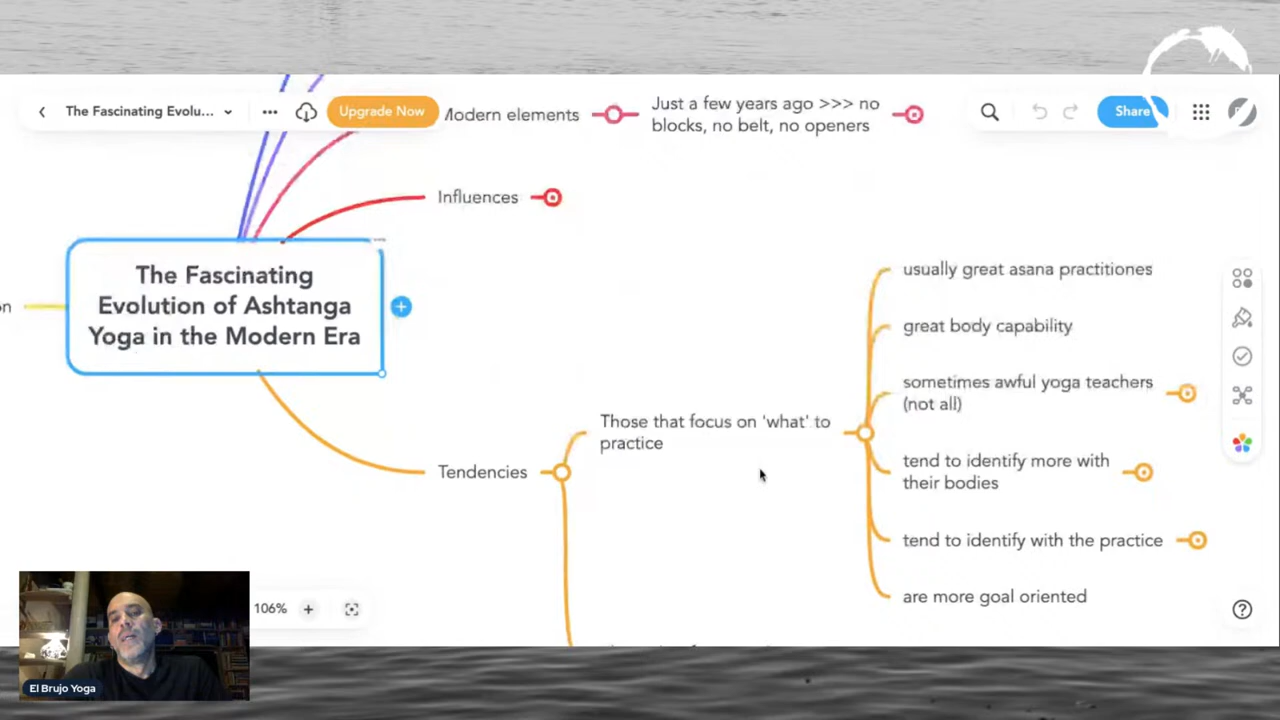 The Fascinating Evolu...
Upgrade Now
Modern elements
Just a few years ago >>> no
blocks, no belt, no openers
Share
Influences
on
The Fascinating
Evolution of Ashtanga
Yoga in the Modern Era
usually great asana practitiones
great body capability
sometimes awful yoga teachers
(not all)
Those that focus on 'what' to
practice
tend to identify more with
their bodies
Tendencies
tend to identify with the practice
are more goal oriented
106%
El Brujo Yoga